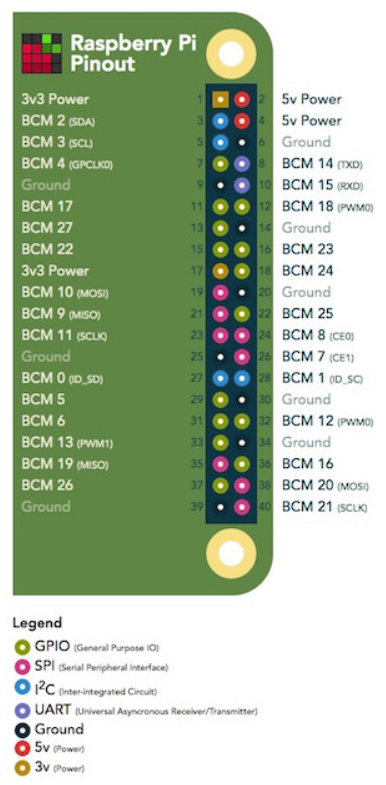 Raspberry Pi
Pinout
3v3 Power 1 2 5v Power
BCM 2 (SDA) 3 4 5v Power
BCM 3 (SCL) 5 6 Ground
BCM 4 (GPCLK0) 7 8 BCM 14 (TXD)
Ground 9 10 BCM 15 (RXD)
BCM 17 11 12 BCM 18 (PWM0)
BCM 27 13 14 Ground
BCM 22 15 16 BCM 23
3v3 Power 17 18 BCM 24
BCM 10 (MOSI) 19 20 Ground
BCM 9 (MISO) 21 22 BCM 25
BCM 11 (SCLK) 23 24 BCM 8 (CE0)
Ground 25 26 BCM 7 (CE1)
BCM 0 (ID_SD) 27 28 BCM 1 (ID_SC)
BCM 5 29 30 Ground
BCM 6 31 32 BCM 12 (PWM0)
BCM 13 (PWM1) 33 34 Ground
BCM 19 (MISO) 35 36 BCM 16
BCM 26 37 38 BCM 20 (MOSI)
Ground 39 40 BCM 21 (SCLK)
Legend
GPIO (General Purpose IO)
SPI (Serial Peripheral Interface)
I²C (Inter-integrated Circuit)
UART (Universal Asyncronous Receiver/Transmitter)
Ground
5v (Power)
3v (Power)